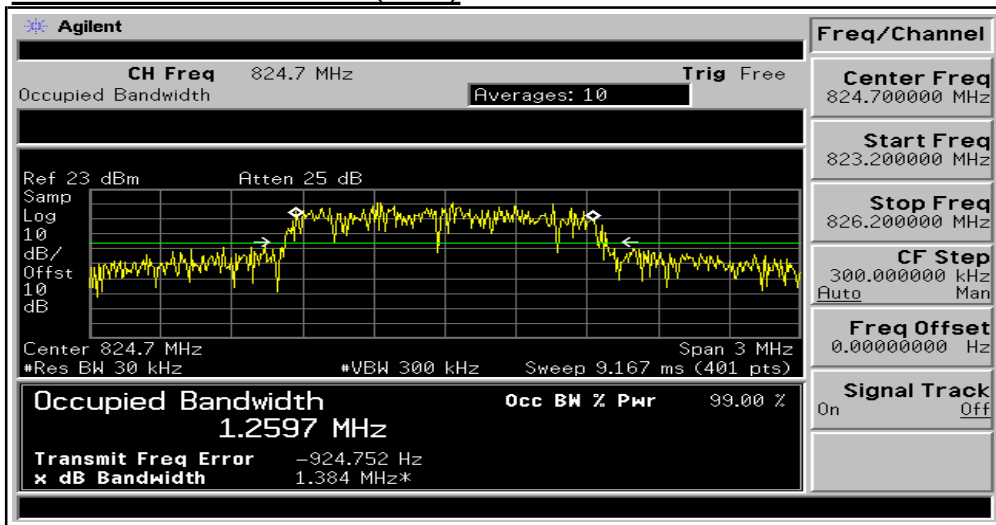 Agilent
Freq/Channel
CH Freq 824.7 MHz Trig Free
Occupied Bandwidth Averages: 10
Center Freq
824.700000 MHz
Start Freq
823.200000 MHz
Stop Freq
826.200000 MHz
CF Step
300.000000 kHz
Auto Man
Freq Offset
0.00000000 Hz
Signal Track
On Off
Ref 23 dBm Atten 25 dB
Samp
Log
10
dB/
Offst
10
dB
Center 824.7 MHz Span 3 MHz
#Res BW 30 kHz #VBW 300 kHz Sweep 9.167 ms (401 pts)
Occupied Bandwidth Occ BW % Pwr 99.00 %
1.2597 MHz
Transmit Freq Error -924.752 Hz
x dB Bandwidth 1.384 MHz*